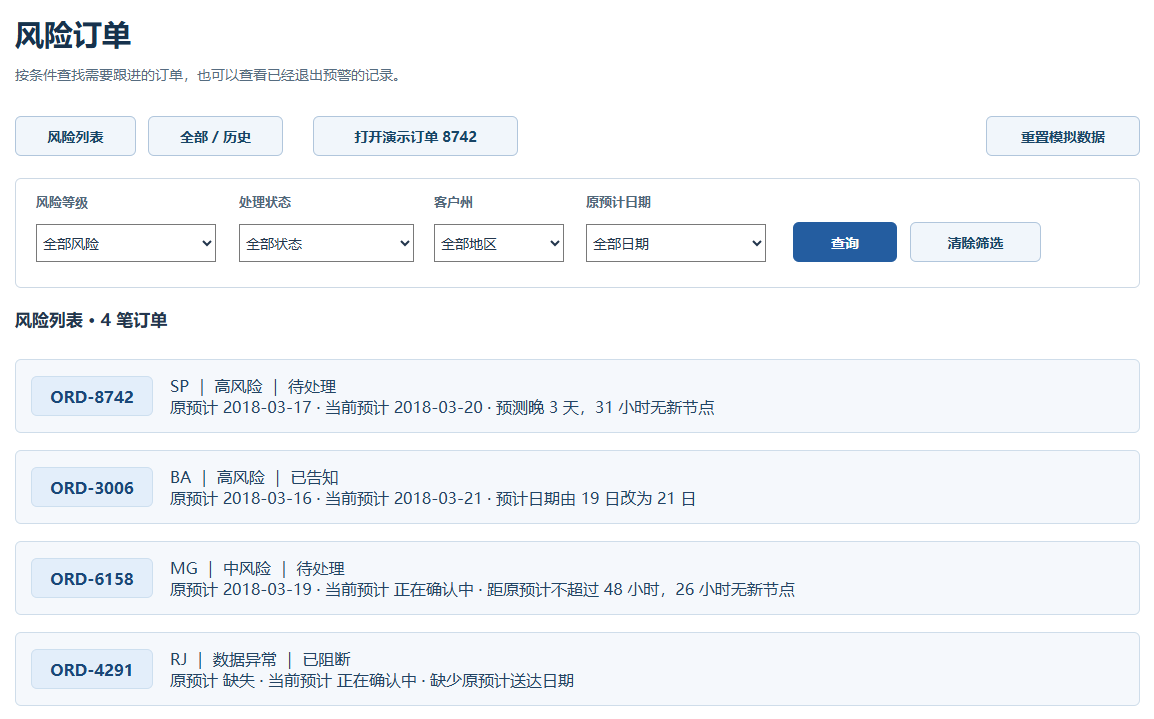 风险订单
按条件查找需要跟进的订单，也可以查看已经退出预警的记录。
风险列表 全部 / 历史 打开演示订单 8742 重置模拟数据
风险等级 处理状态 客户州 原预计日期
全部风险 全部状态 全部地区 全部日期 查询 清除筛选
风险列表 • 4 笔订单
ORD-8742
SP ｜ 高风险 ｜ 待处理
原预计 2018-03-17 · 当前预计 2018-03-20 · 预测晚 3 天，31 小时无新节点
ORD-3006
BA ｜ 高风险 ｜ 已告知
原预计 2018-03-16 · 当前预计 2018-03-21 · 预计日期由 19 日改为 21 日
ORD-6158
MG ｜ 中风险 ｜ 待处理
原预计 2018-03-19 · 当前预计 正在确认中 · 距原预计不超过 48 小时，26 小时无新节点
ORD-4291
RJ ｜ 数据异常 ｜ 已阻断
原预计 缺失 · 当前预计 正在确认中 · 缺少原预计送达日期